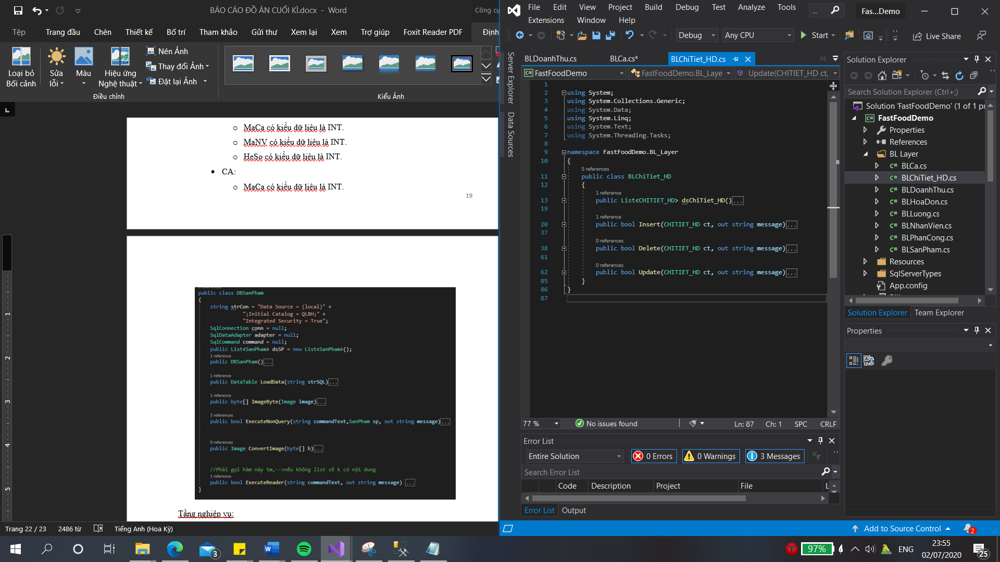 BÁO CÁO ĐỒ ÁN CUỐI KÌ.docx - Word
Công cụ
Tệp Trang đầu Chèn Thiết kế Bố trí Tham khảo Gửi thư Xem lại Xem Trợ giúp Foxit Reader PDF Định
Loại bỏ Bối cảnh
Sửa lỗi
Màu
Hiệu ứng Nghệ thuật
Nén Ảnh
Thay đổi Ảnh
Đặt lại Ảnh
Điều chỉnh
Kiểu Ảnh
o MaCa có kiểu dữ liệu là INT.
o MaNV có kiểu dữ liệu là INT.
o HeSo có kiểu dữ liệu là INT.
• CA:
o MaCa có kiểu dữ liệu là INT.
19
public class DBSanPham
{
string strCon = "Data Source = (local)" +
";Initial Catalog = QLBH;" +
"Integrated Security = True";
SqlConnection conn = null;
SqlDataAdapter adapter = null;
SqlCommand command = null;
public List<SanPham> dsSP = new List<SanPham>();
1 reference
public DBSanPham()...
1 reference
public DataTable LoadData(string strSQL)...
1 reference
public byte[] ImageByte(Image image)...
3 references
public bool ExecuteNonQuery(string commandText,SanPham sp, out string message)...
0 references
public Image ConvertImage(byte[] b)...
//Phải gọi hàm này tm,-->nếu không list sẽ k có nội dung
1 reference
public bool ExecuteReader(string commandText, out string message) ...
}
Tầng nghiệp vụ:
1
2
3
4
5
Trang 22 / 23 2486 từ Tiếng Anh (Hoa Kỳ)
File Edit View Project Build Debug Test Analyze Tools
... Fas...Demo
Extensions Window Help
Debug Any CPU Start Live Share
Server Explorer
Data Sources
BLDoanhThu.cs BLCa.cs* BLChiTiet_HD.cs
FastFoodDemo FastFoodDemo.BL_Laye Update(CHITIET_HD ct,
1
2 using System;
3 using System.Collections.Generic;
4 using System.Data;
5 using System.Linq;
6 using System.Text;
7 using System.Threading.Tasks;
8
9 namespace FastFoodDemo.BL_Layer
10 {
5 references
11 public class BLChiTiet_HD
12 {
1 reference
13 public List<CHITIET_HD> dsChiTiet_HD()...
19
1 reference
20 public bool Insert(CHITIET_HD ct, out string message)...
37
0 references
38 public bool Delete(CHITIET_HD ct, out string message)...
61
0 references
62 public bool Update(CHITIET_HD ct, out string message)...
85 }
86 }
87
77 % No issues found Ln: 87 Ch: 1 SPC CRLF
Error List
Entire Solution 0 Errors 0 Warnings 3 Messages
Search Error List
Code Description Project File L
Error List Output
Solution Explorer
Search Solution Explorer (Ctrl+;)
Solution 'FastFoodDemo' (1 of 1 pr
FastFoodDemo
Properties
References
BL Layer
BLCa.cs
BLChiTiet_HD.cs
BLDoanhThu.cs
BLHoaDon.cs
BLLuong.cs
BLNhanVien.cs
BLPhanCong.cs
BLSanPham.cs
Resources
SqlServerTypes
App.config
Solution Explorer Team Explorer
Properties
Add to Source Control 2
3
97% ENG 23:55
02/07/2020
25